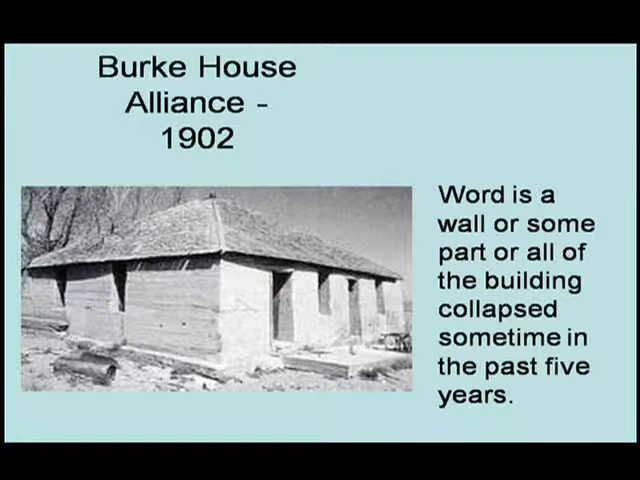 Burke House
Alliance -
1902
Word is a
wall or some
part or all of
the building
collapsed
sometime in
the past five
years.